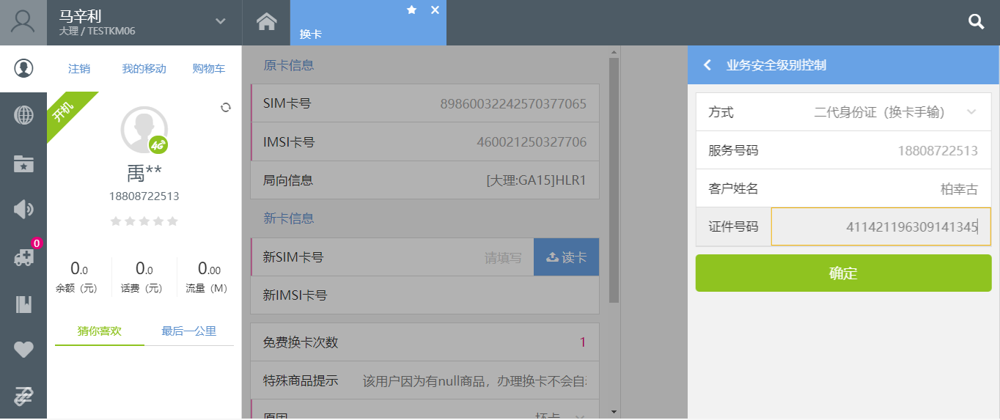 马辛利
大理 / TESTKM06
换卡
注销 我的移动 购物车
开机
4G
禹**
18808722513
0
0.0 0.0 0.00
余额（元） 话费（元） 流量（M）
猜你喜欢 最后一公里
原卡信息
SIM卡号 89860032242570377065
IMSI卡号 460021250327706
局向信息 [大理:GA15]HLR1
新卡信息
新SIM卡号 请填写 读卡
新IMSI卡号
免费换卡次数 1
特殊商品提示 该用户因为有null商品，办理换卡不会自
原因 坏卡
业务安全级别控制
方式 二代身份证（换卡手输）
服务号码 18808722513
客户姓名 柏幸古
证件号码 411421196309141345
确定